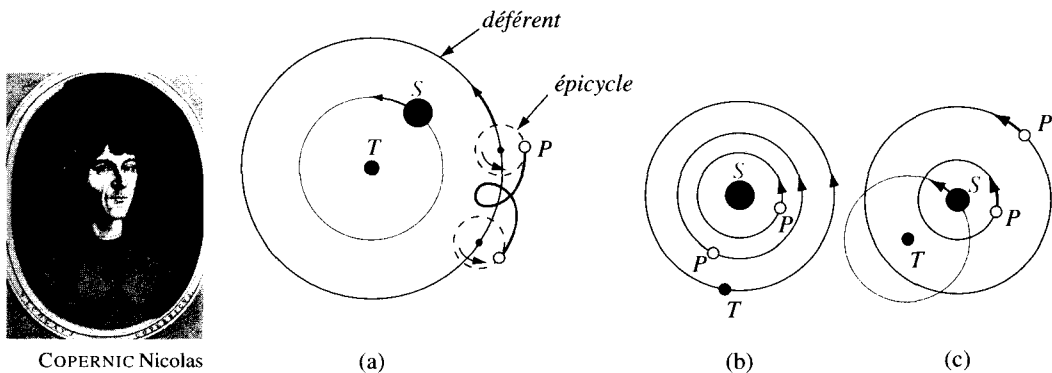 COPERNIC Nicolas
déférent
S
épicycle
T
P
(a)
S
P
P
T
(b)
P
S
P
T
(c)